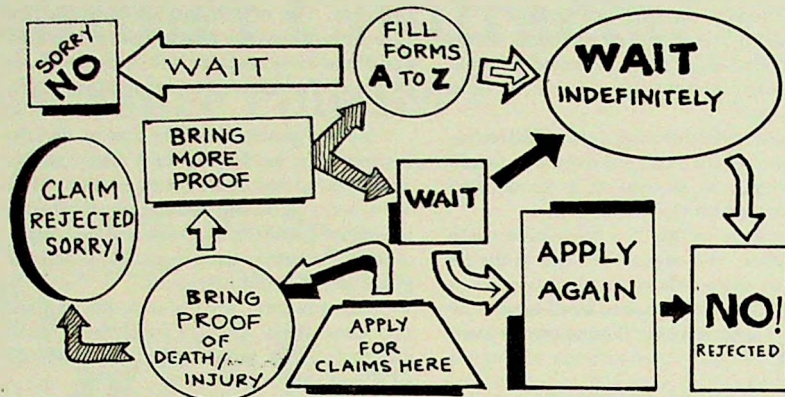 SORRY
NO
WAIT
FILL
FORMS
A TO Z
WAIT
INDEFINITELY
BRING
MORE
PROOF
WAIT
CLAIM
REJECTED
SORRY!
BRING
PROOF
OF
DEATH/
INJURY
APPLY
FOR
CLAIMS HERE
APPLY
AGAIN
NO!
REJECTED